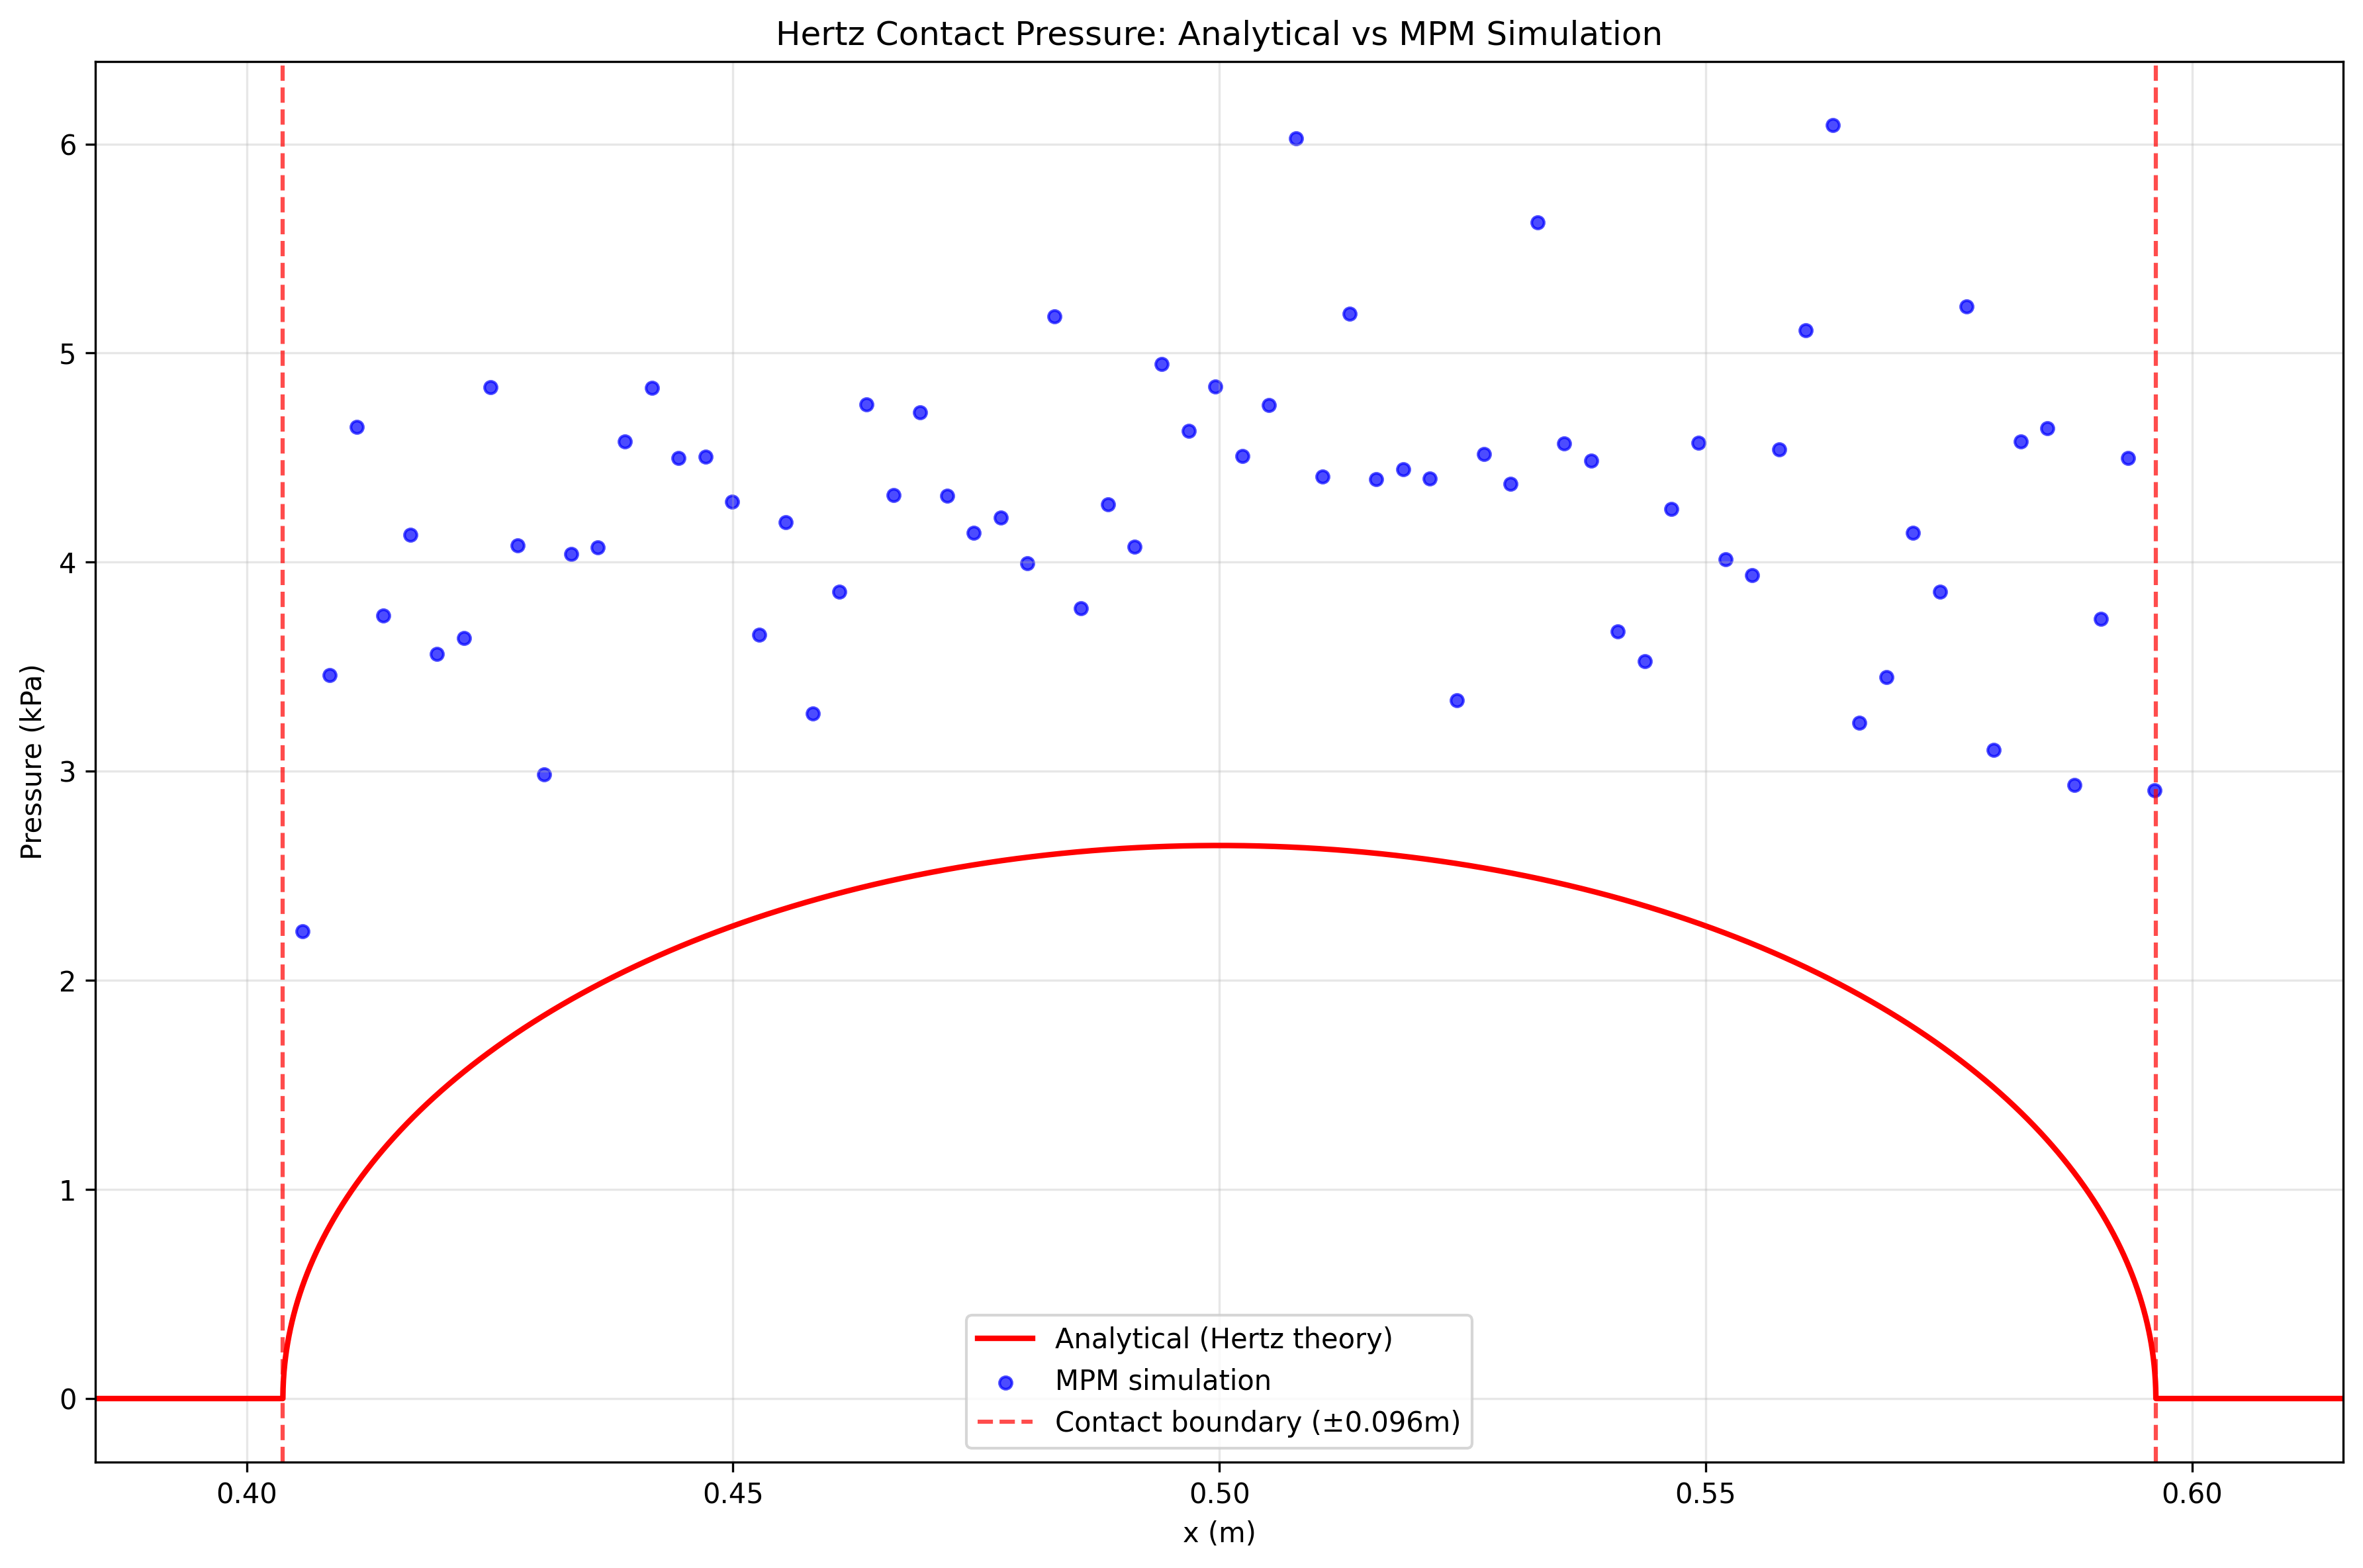 Hertz Contact Pressure: Analytical vs MPM Simulation
6
5
4
3
2
1
0
Pressure (kPa)
Analytical (Hertz theory)
MPM simulation
Contact boundary (±0.096m)
0.40 0.45 0.50 0.55 0.60
x (m)